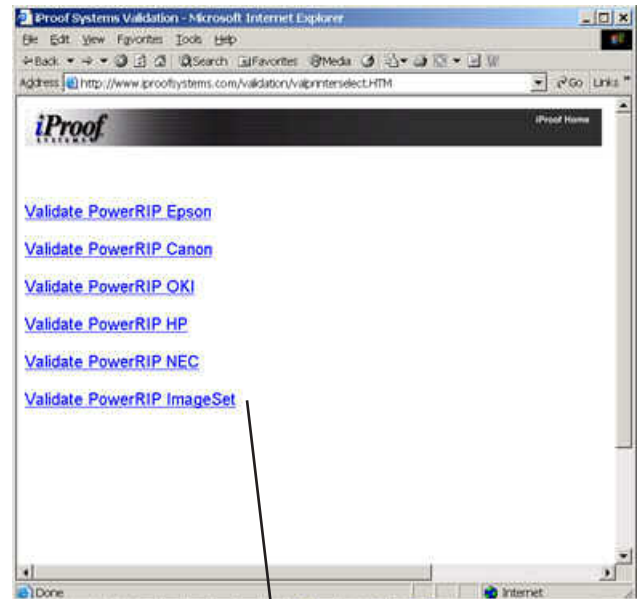 iProof Systems Validation - Microsoft Internet Explorer
File Edit View Favorites Tools Help
Back Search Favorites Media
Address http://www.iproofsystems.com/validation/valprinterselect.HTM Go Links »
iProof
SYSTEMS
iProof Home
Validate PowerRIP Epson
Validate PowerRIP Canon
Validate PowerRIP OKI
Validate PowerRIP HP
Validate PowerRIP NEC
Validate PowerRIP ImageSet
Done Internet